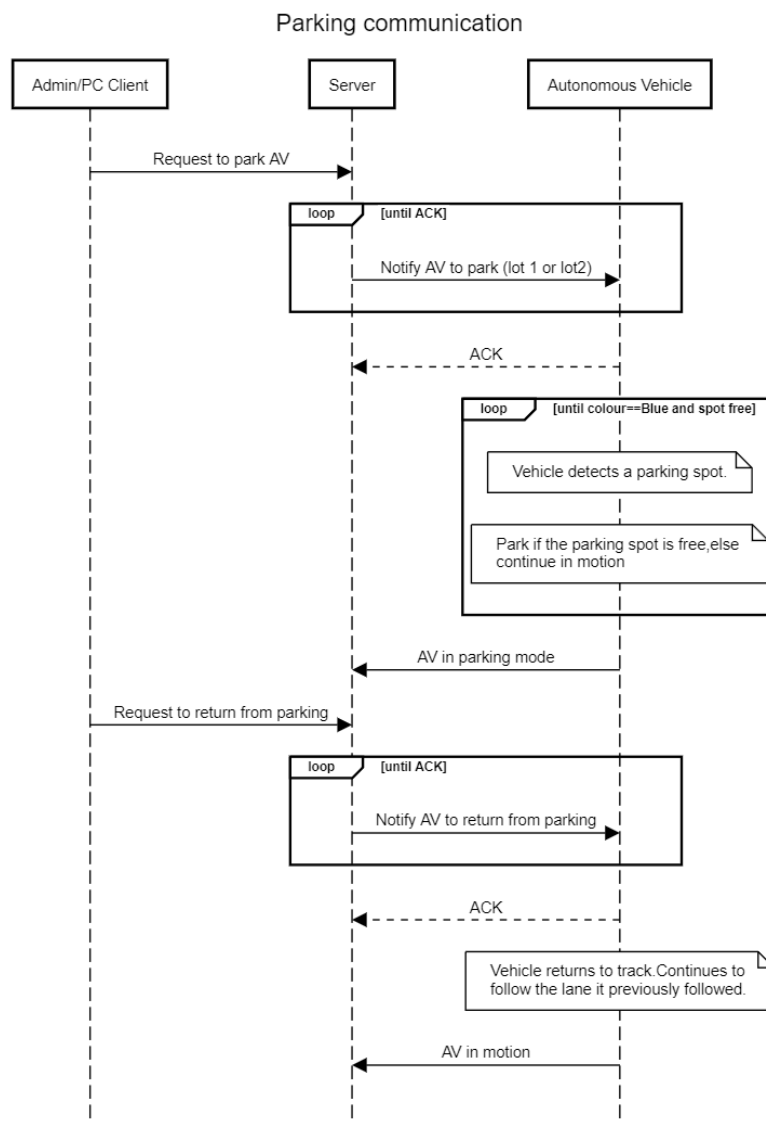 Parking communication
Admin/PC Client
Server
Autonomous Vehicle
Request to park AV
loop
[until ACK]
Notify AV to park (lot 1 or lot2)
ACK
loop
[until colour==Blue and spot free]
Vehicle detects a parking spot.
Park if the parking spot is free,else
continue in motion
AV in parking mode
Request to return from parking
loop
[until ACK]
Notify AV to return from parking
ACK
Vehicle returns to track.Continues to
follow the lane it previously followed.
AV in motion